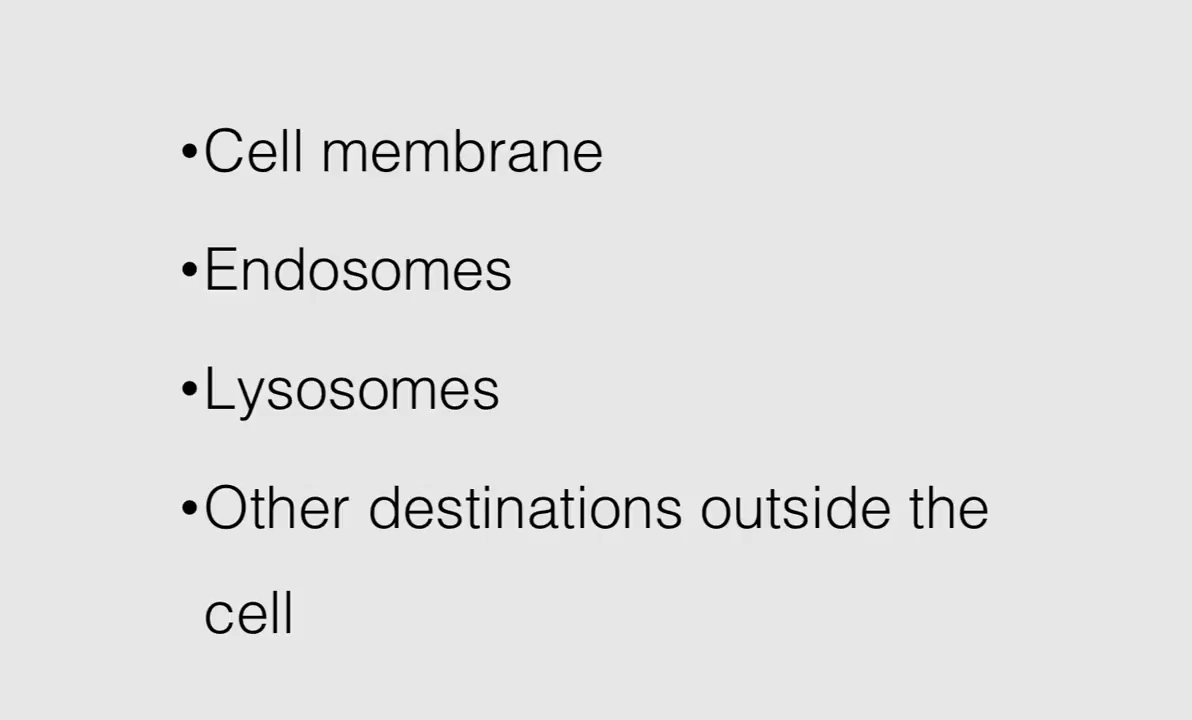 •Cell membrane
•Endosomes
•Lysosomes
•Other destinations outside the
cell